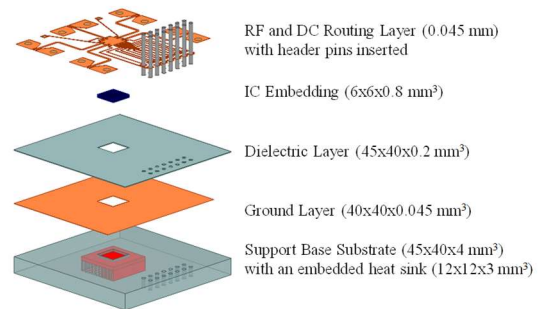 RF and DC Routing Layer (0.045 mm)
with header pins inserted
IC Embedding (6x6x0.8 mm³)
Dielectric Layer (45x40x0.2 mm³)
Ground Layer (40x40x0.045 mm³)
Support Base Substrate (45x40x4 mm³)
with an embedded heat sink (12x12x3 mm³)